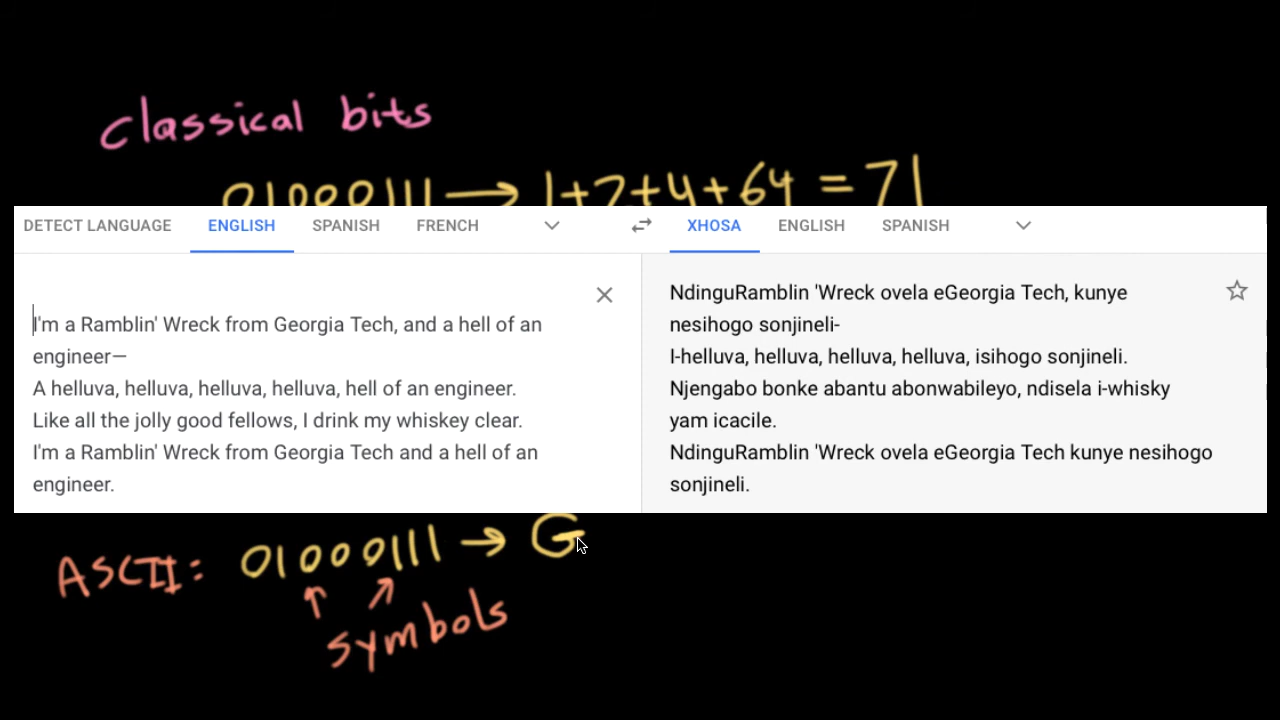 classical bits
01000111 → 1+2+4+64 = 71
DETECT LANGUAGE ENGLISH SPANISH FRENCH XHOSA ENGLISH SPANISH
I'm a Ramblin' Wreck from Georgia Tech, and a hell of an
engineer—
A helluva, helluva, helluva, helluva, hell of an engineer.
Like all the jolly good fellows, I drink my whiskey clear.
I'm a Ramblin' Wreck from Georgia Tech and a hell of an
engineer.
NdinguRamblin 'Wreck ovela eGeorgia Tech, kunye
nesihogo sonjineli-
I-helluva, helluva, helluva, helluva, isihogo sonjineli.
Njengabo bonke abantu abonwabileyo, ndisela i-whisky
yam icacile.
NdinguRamblin 'Wreck ovela eGeorgia Tech kunye nesihogo
sonjineli.
ASCII: 01000111 → G
symbols